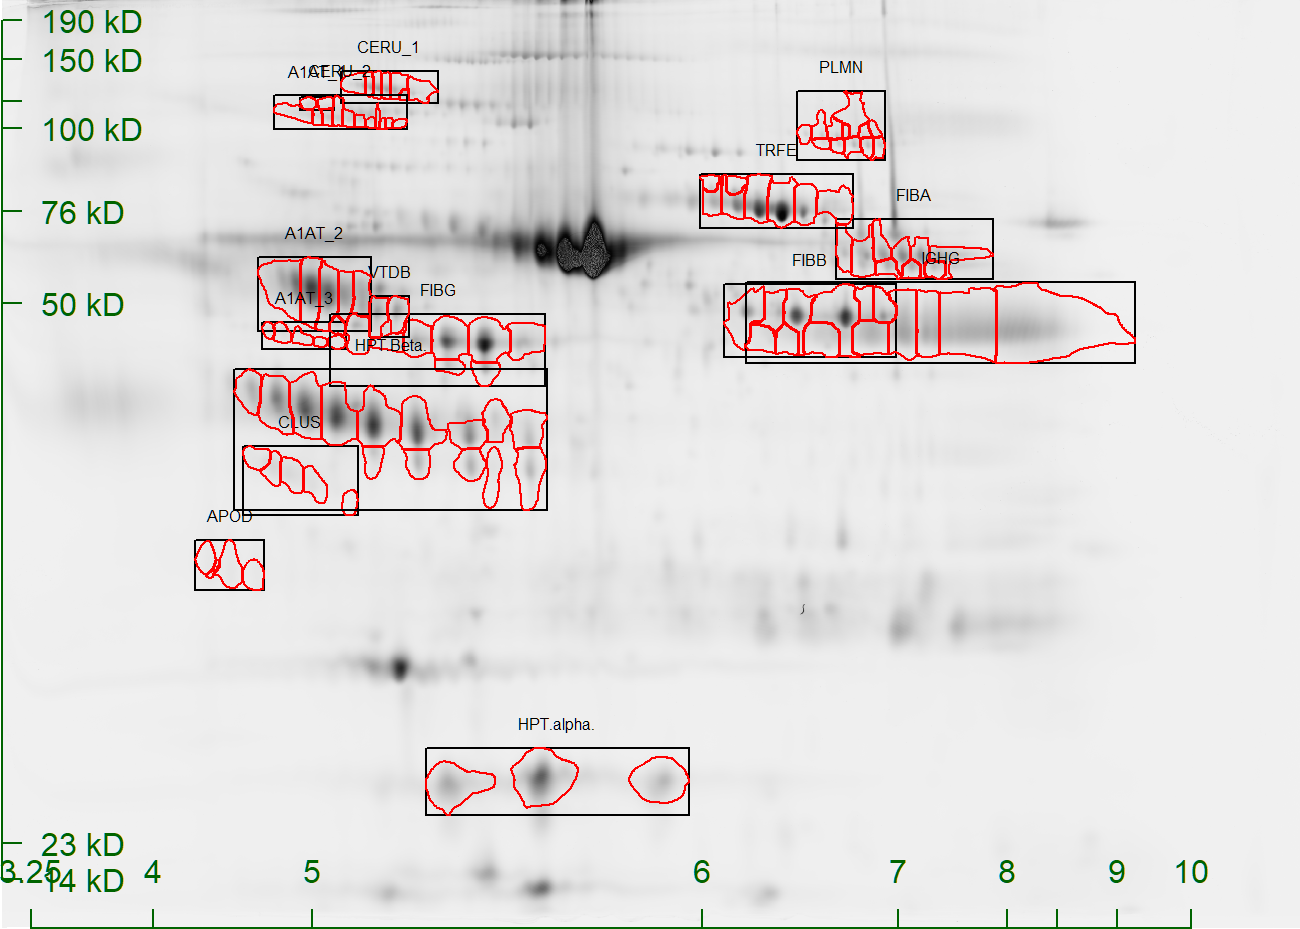 190 kD
CERU_1
150 kD
PLMN
A1AT_1
CERU_2
100 kD
TRFE
FIBA
76 kD
A1AT_2
FIBB
IGHG
VTDB
FIBG
A1AT_3
50 kD
HPT.Beta.
CLUS
APOD
HPT.alpha.
23 kD
3.25
14 kD
4
5
6
7
8
9
10